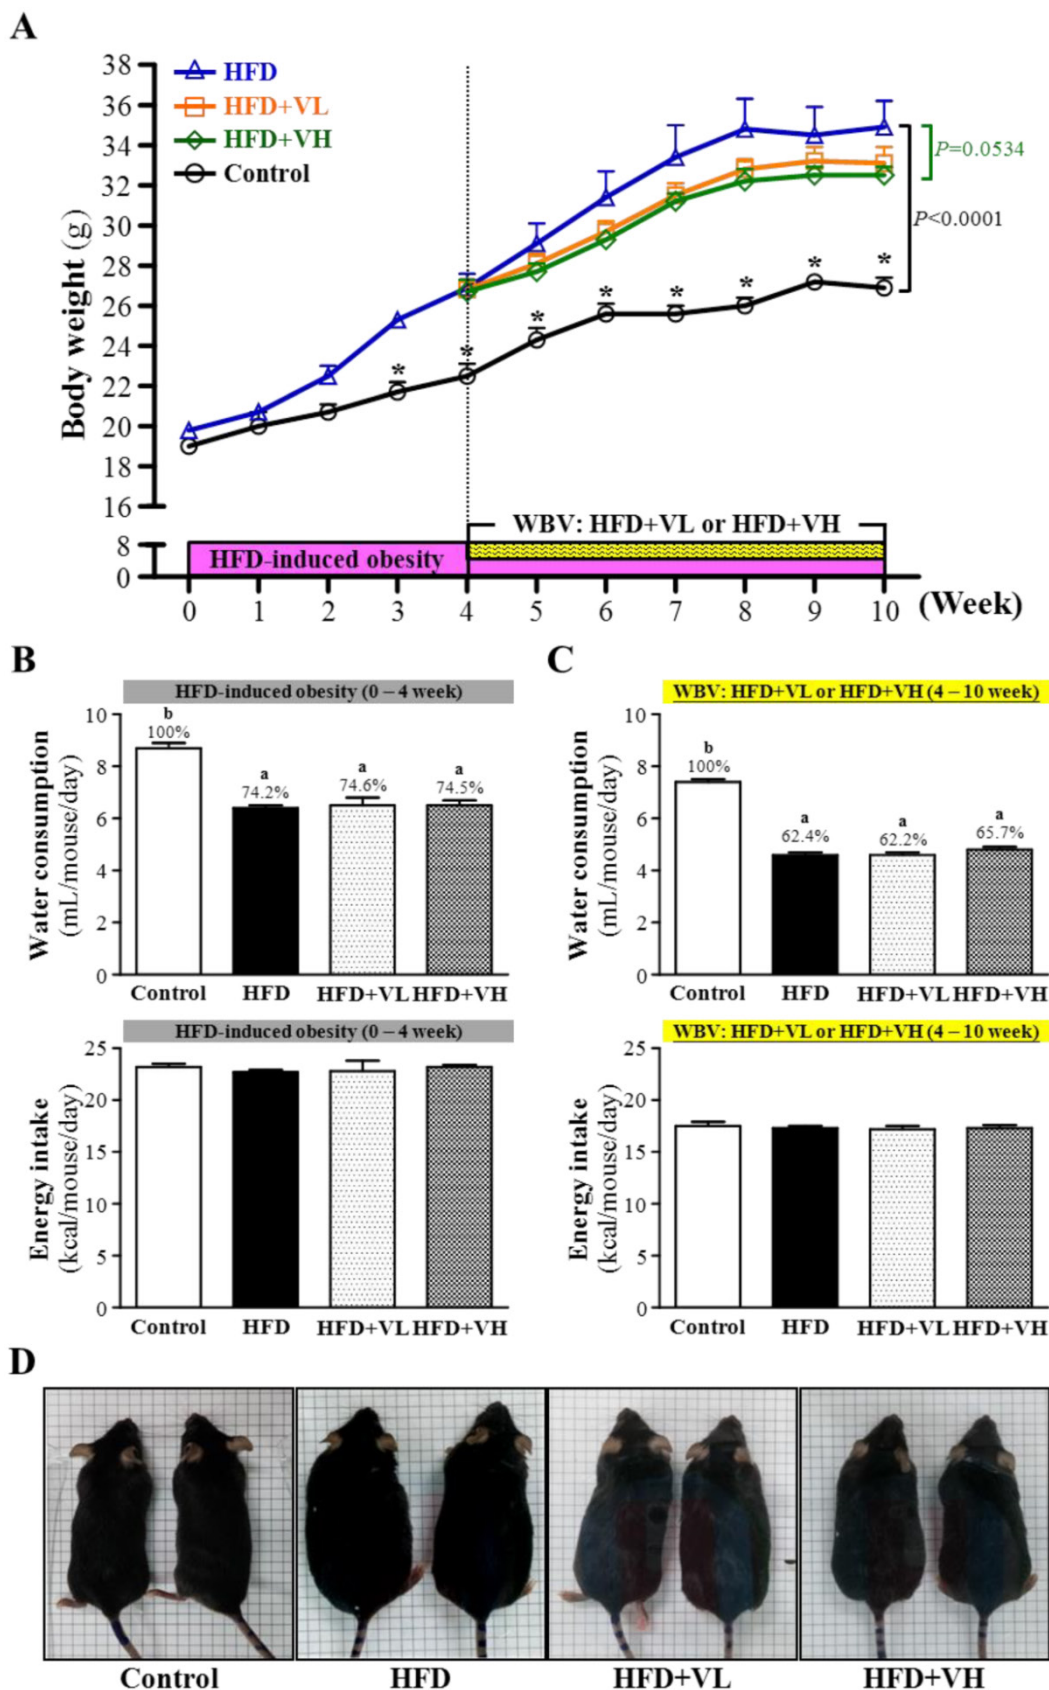 A
38
36
34
32
30
28
26
24
22
20
18
16
8
0
Body weight (g)
HFD
HFD+VL
HFD+VH
Control
P=0.0534
P<0.0001
* * * * * * * *
WBV: HFD+VL or HFD+VH
HFD-induced obesity
0 1 2 3 4 5 6 7 8 9 10 (Week)
B
HFD-induced obesity (0 – 4 week)
Water consumption
(mL/mouse/day)
10
8
6
4
2
0
b a a a
100% 74.2% 74.6% 74.5%
Control HFD HFD+VL HFD+VH
C
WBV: HFD+VL or HFD+VH (4 – 10 week)
Water consumption
(mL/mouse/day)
10
8
6
4
2
0
b a a a
100% 62.4% 62.2% 65.7%
Control HFD HFD+VL HFD+VH
HFD-induced obesity (0 – 4 week)
Energy intake
(kcal/mouse/day)
25
20
15
10
5
0
Control HFD HFD+VL HFD+VH
WBV: HFD+VL or HFD+VH (4 – 10 week)
Energy intake
(kcal/mouse/day)
25
20
15
10
5
0
Control HFD HFD+VL HFD+VH
D
Control HFD HFD+VL HFD+VH